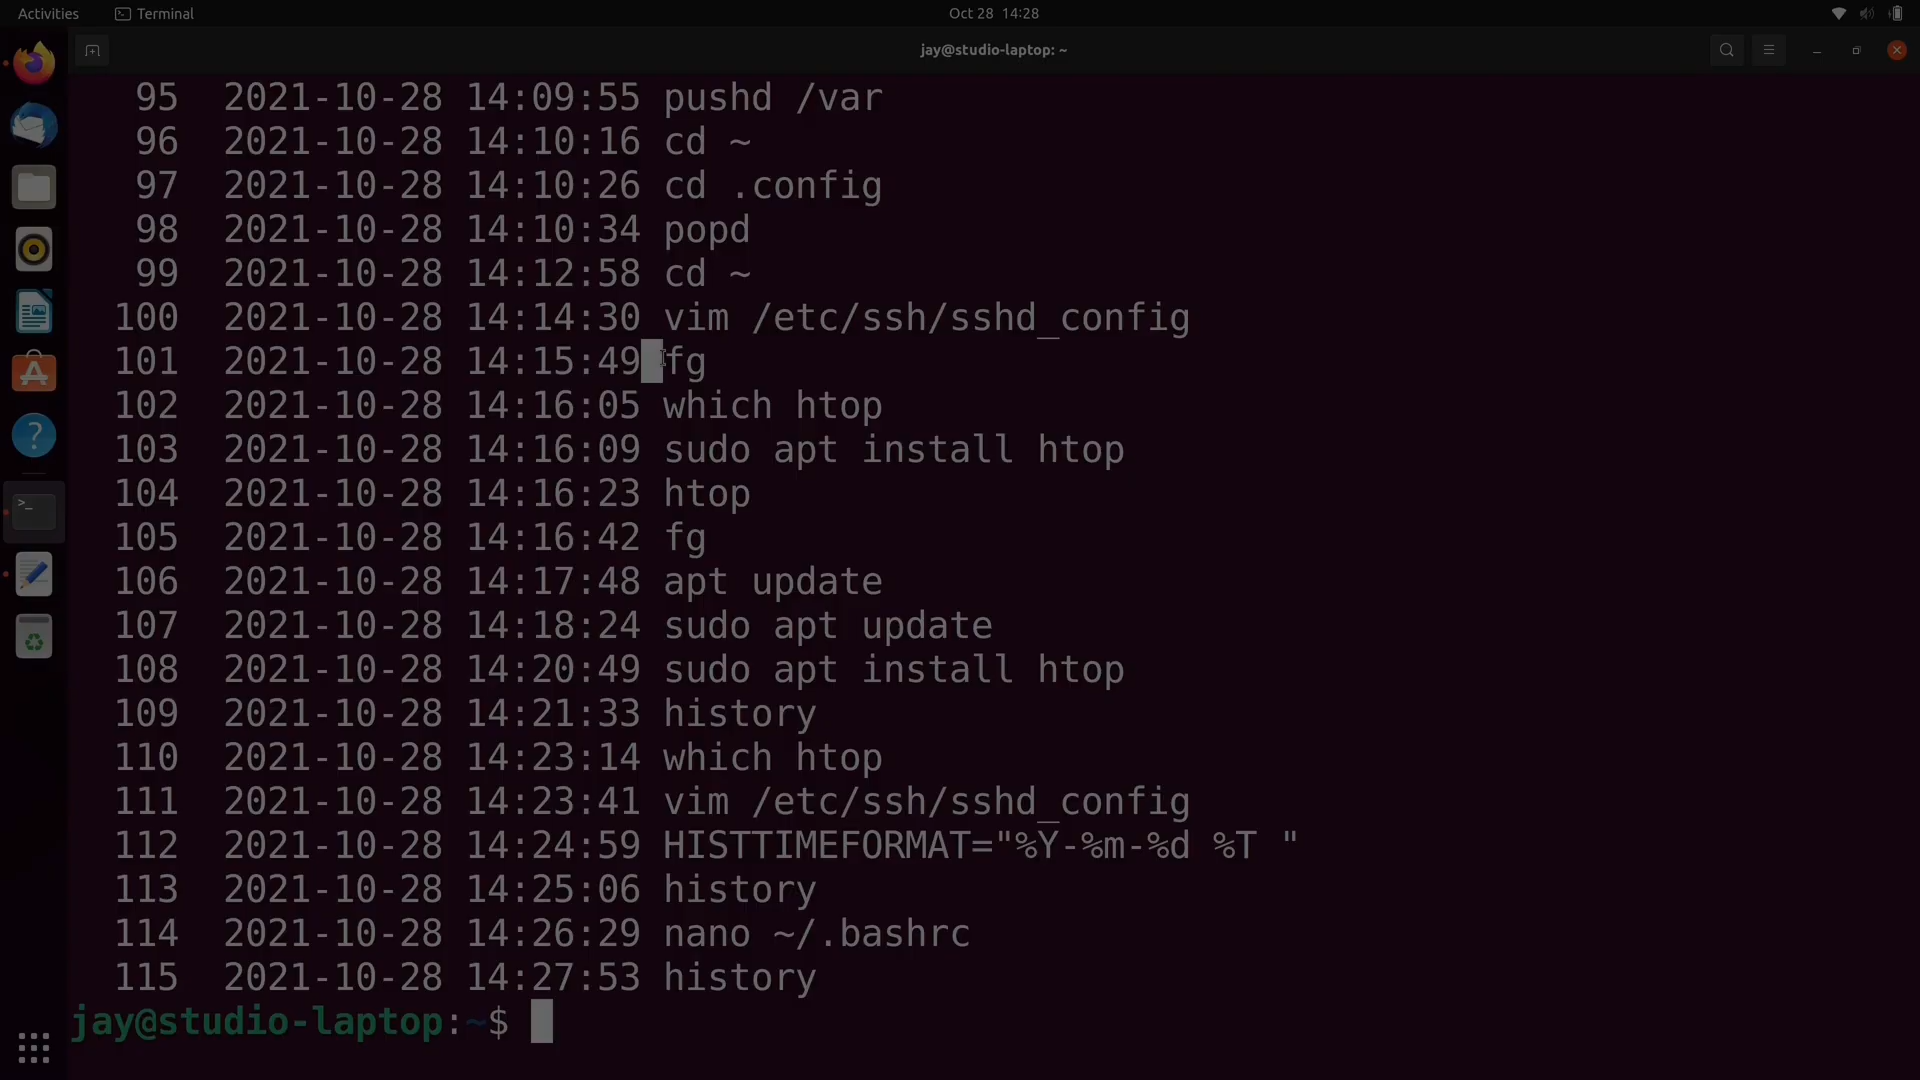 Activities Terminal Oct 28 14:28
jay@studio-laptop: ~
95 2021-10-28 14:09:55 pushd /var
96 2021-10-28 14:10:16 cd ~
97 2021-10-28 14:10:26 cd .config
98 2021-10-28 14:10:34 popd
99 2021-10-28 14:12:58 cd ~
100 2021-10-28 14:14:30 vim /etc/ssh/sshd_config
101 2021-10-28 14:15:49 fg
102 2021-10-28 14:16:05 which htop
103 2021-10-28 14:16:09 sudo apt install htop
104 2021-10-28 14:16:23 htop
105 2021-10-28 14:16:42 fg
106 2021-10-28 14:17:48 apt update
107 2021-10-28 14:18:24 sudo apt update
108 2021-10-28 14:20:49 sudo apt install htop
109 2021-10-28 14:21:33 history
110 2021-10-28 14:23:14 which htop
111 2021-10-28 14:23:41 vim /etc/ssh/sshd_config
112 2021-10-28 14:24:59 HISTTIMEFORMAT="%Y-%m-%d %T "
113 2021-10-28 14:25:06 history
114 2021-10-28 14:26:29 nano ~/.bashrc
115 2021-10-28 14:27:53 history
jay@studio-laptop:~$